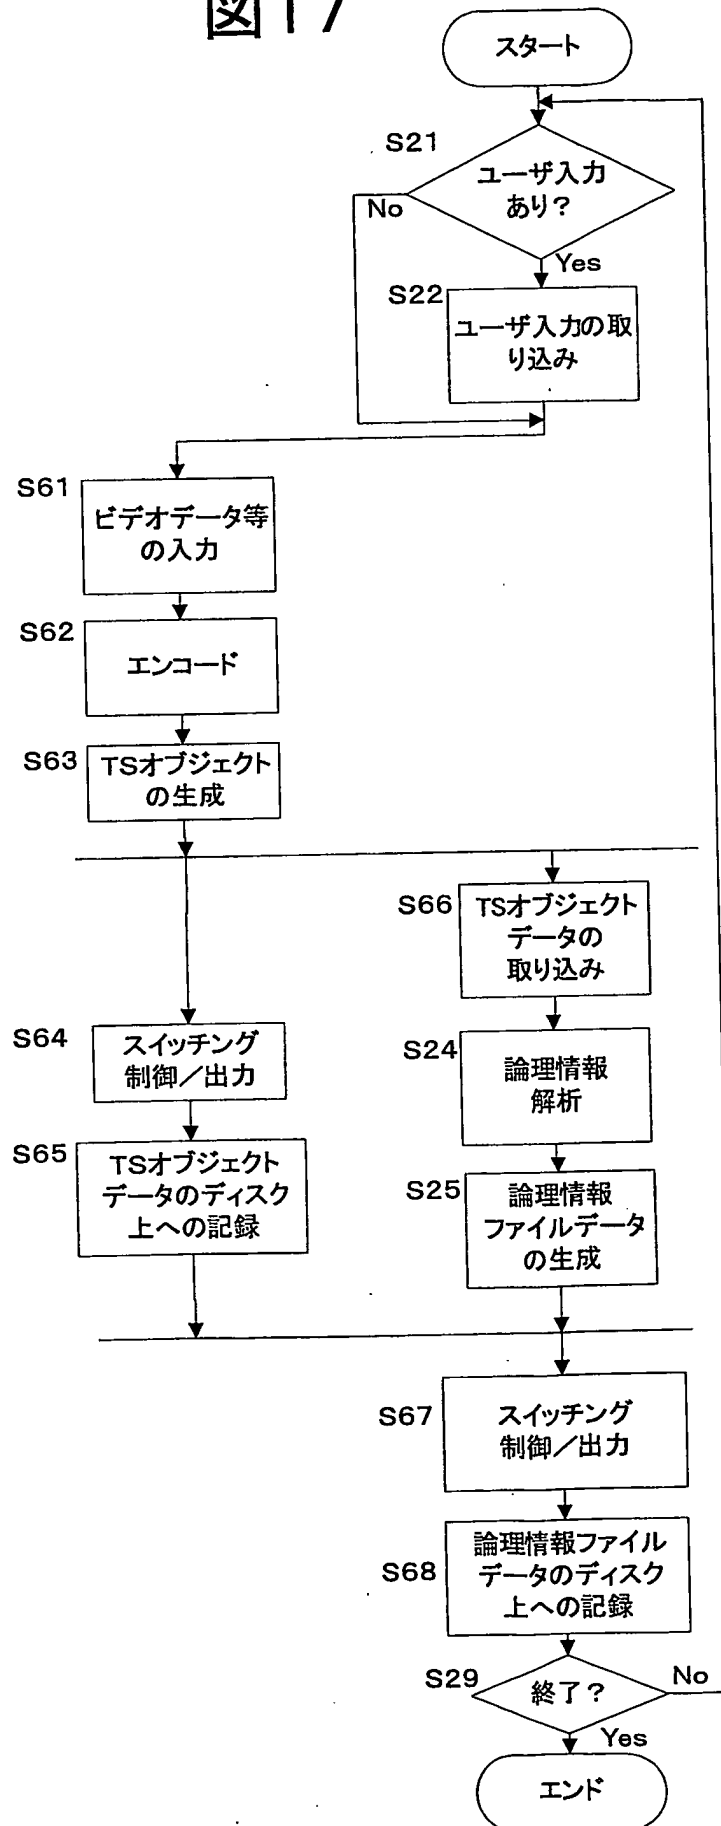 図17
スタート
S21
ユーザ入力
あり？
No
Yes
S22
ユーザ入力の取
り込み
S61
ビデオデータ等
の入力
S62
エンコード
S63
TSオブジェクト
の生成
S66
TSオブジェクト
データの
取り込み
S64
スイッチング
制御／出力
S24
論理情報
解析
S65
TSオブジェクト
データのディスク
上への記録
S25
論理情報
ファイルデータ
の生成
S67
スイッチング
制御／出力
S68
論理情報ファイル
データのディスク
上への記録
S29
終了？
No
Yes
エンド